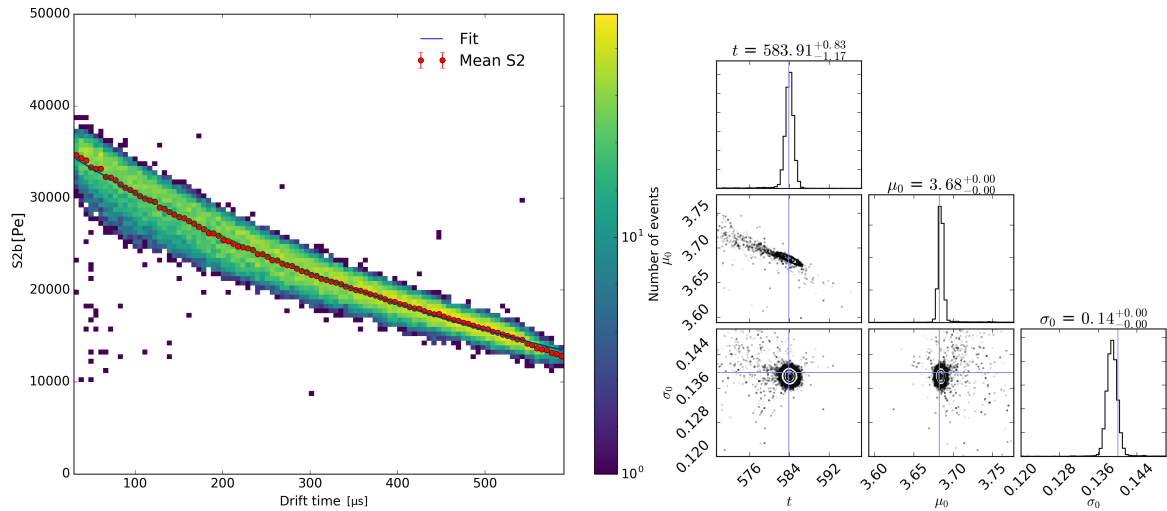 50000
40000
30000
20000
10000
0
S2b [Pe]
Fit
Mean S2
100
200
300
400
500
Drift time [µs]
10¹
10⁰
Number of events
t = 583.91 +0.83 −1.17
μ₀ = 3.68 +0.00 −0.00
σ₀ = 0.14 +0.00 −0.00
3.75
3.70
3.65
3.60
μ₀
0.144
0.136
0.128
0.120
σ₀
576
584
592
t
3.60
3.65
3.70
3.75
μ₀
0.120
0.128
0.136
0.144
σ₀